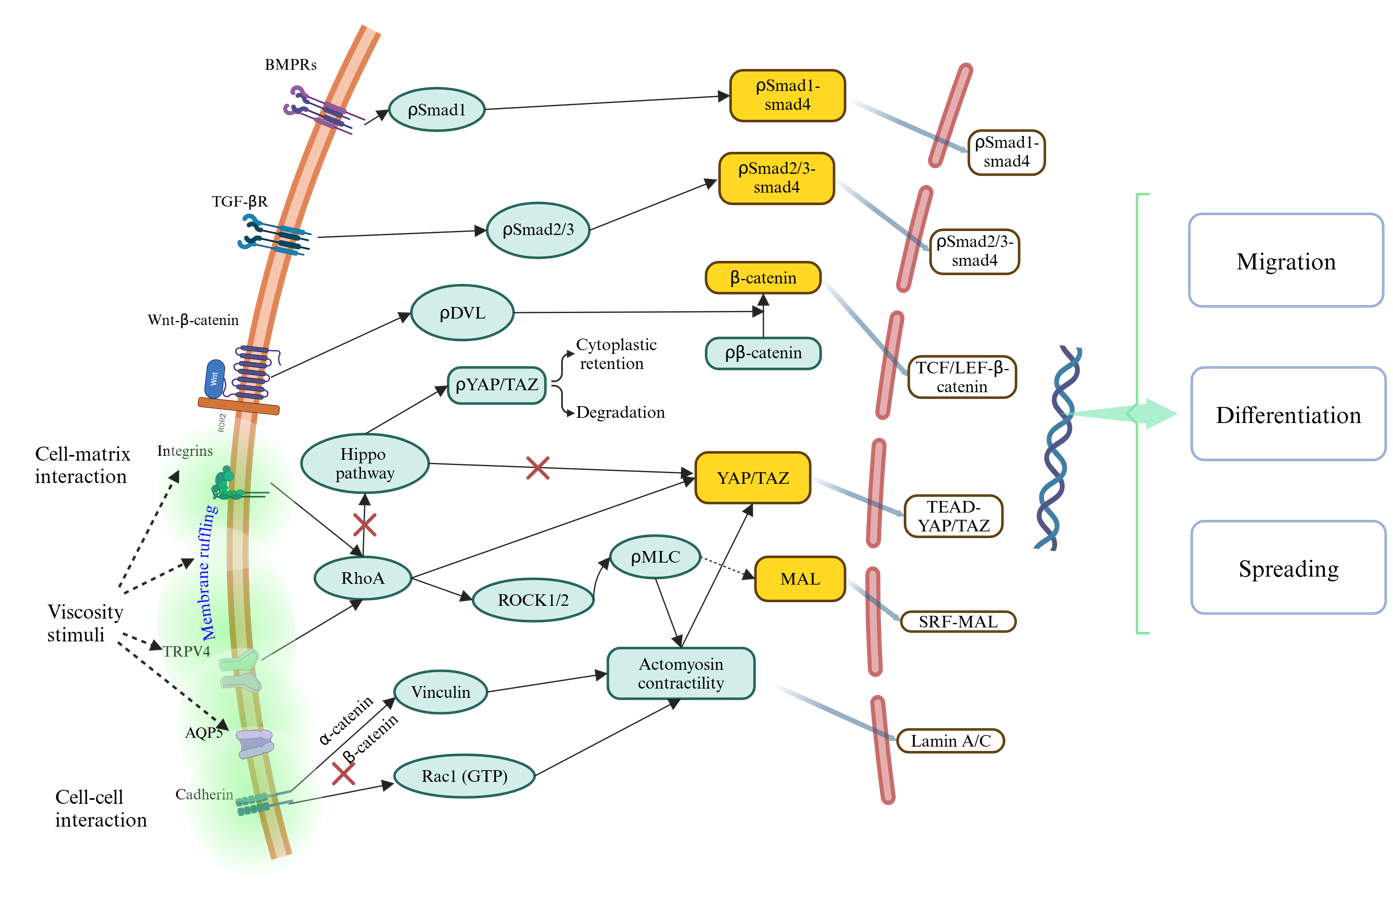 BMPRs
ρSmad1
ρSmad1-
smad4
ρSmad1-
smad4
TGF-βR
ρSmad2/3
ρSmad2/3-
smad4
ρSmad2/3-
smad4
Wnt-β-catenin
Wnt
ROR2
ρDVL
β-catenin
ρβ-catenin
TCF/LEF-β-
catenin
ρYAP/TAZ
Cytoplastic
retention
Degradation
Cell-matrix
interaction
Integrins
Hippo
pathway
YAP/TAZ
TEAD-
YAP/TAZ
Membrane ruffling
RhoA
ROCK1/2
ρMLC
MAL
SRF-MAL
Viscosity
stimuli
TRPV4
AQP5
Actomyosin
contractility
Vinculin
α-catenin
β-catenin
Rac1 (GTP)
Lamin A/C
Cadherin
Cell-cell
interaction
Migration
Differentiation
Spreading